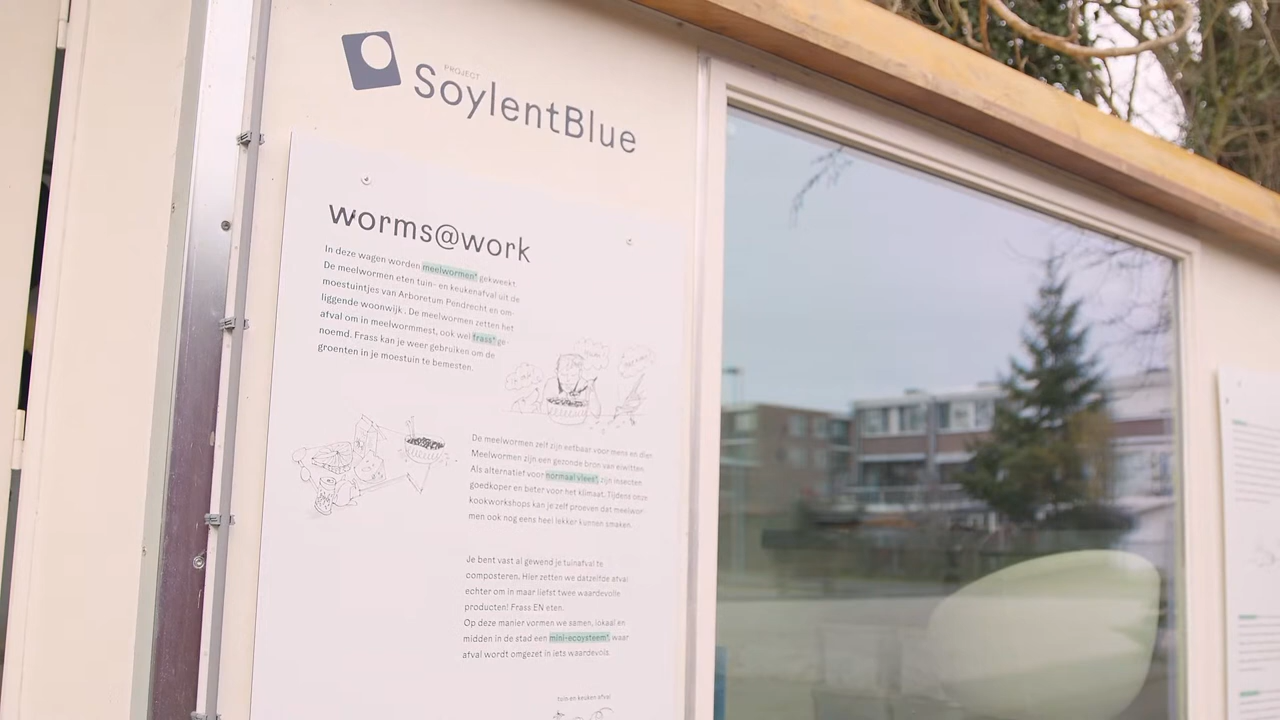 PROJECT
SoylentBlue
worms@work
In deze wagen worden meelwormen* gekweekt.
De meelwormen eten tuin- en keukenafval uit de
moestuintjes van Arboretum Pendrecht en om-
liggende woonwijk . De meelwormen zetten het
afval om in meelwormmest, ook wel frass* ge-
noemd. Frass kan je weer gebruiken om de
groenten in je moestuin te bemesten.
De meelwormen zelf zijn eetbaar voor mens en dier.
Meelwormen zijn een gezonde bron van eiwitten.
Als alternatief voor normaal vlees*, zijn insecten
goedkoper en beter voor het klimaat. Tijdens onze
kookworkshops kan je zelf proeven dat meelwor-
men ook nog eens heel lekker kunnen smaken.
Je bent vast al gewend je tuinafval te
composteren. Hier zetten we datzelfde afval
echter om in maar liefst twee waardevolle
producten! Frass EN eten.
Op deze manier vormen we samen, lokaal en
midden in de stad een mini-ecoysteem*, waar
afval wordt omgezet in iets waardevols.
tuin en keuken afval